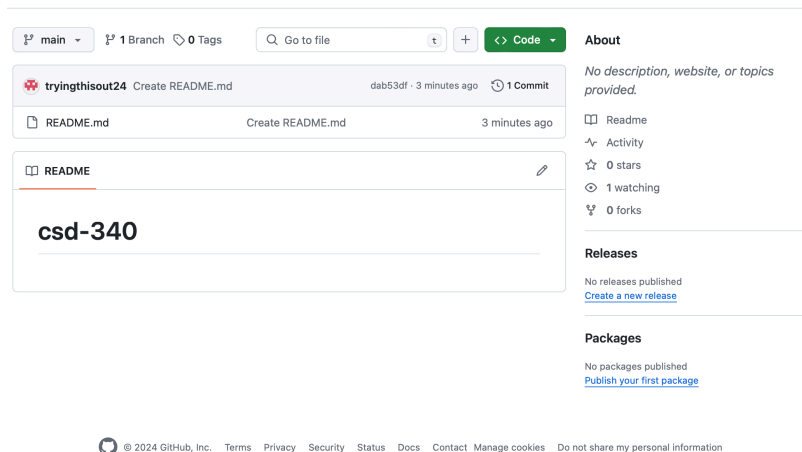 main 1 Branch 0 Tags Go to file t + Code
tryingthisout24 Create README.md dab53df · 3 minutes ago 1 Commit
README.md Create README.md 3 minutes ago
README
csd-340
About
No description, website, or topics
provided.
Readme
Activity
0 stars
1 watching
0 forks
Releases
No releases published
Create a new release
Packages
No packages published
Publish your first package
© 2024 GitHub, Inc. Terms Privacy Security Status Docs Contact Manage cookies Do not share my personal information